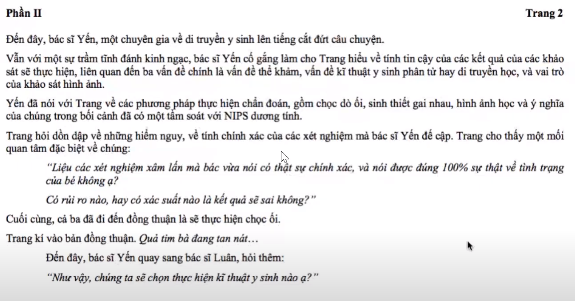 Phần II Trang 2
Đến đây, bác sĩ Yến, một chuyên gia về di truyền y sinh lên tiếng cắt đứt câu chuyện.
Vẫn với một sự trầm tĩnh đánh kinh ngạc, bác sĩ Yến cố gắng làm cho Trang hiểu về tính tin cậy của các kết quả của các khảo
sát sẽ thực hiện, liên quan đến ba vấn đề chính là vấn đề thể khảm, vấn đề kĩ thuật y sinh phân tử hay di truyền học, và vai trò
của khảo sát hình ảnh.
Yến đã nói với Trang về các phương pháp thực hiện chẩn đoán, gồm chọc dò ối, sinh thiết gai nhau, hình ảnh học và ý nghĩa
của chúng trong bối cảnh đã có một tầm soát với NIPS dương tính.
Trang hỏi dồn dập về những hiểm nguy, về tính chính xác của các xét nghiệm mà bác sĩ Yến đề cập. Trang cho thấy một mối
quan tâm đặc biệt về chúng:
"Liệu các xét nghiệm xâm lấn mà bác vừa nói có thật sự chính xác, và nói được đúng 100% sự thật về tình trạng
của bé không ạ?
Có rủi ro nào, hay có xác suất nào là kết quả sẽ sai không?"
Cuối cùng, cả ba đã đi đến đồng thuận là sẽ thực hiện chọc ối.
Trang kí vào bản đồng thuận. Quả tim bà đang tan nát…
Đến đây, bác sĩ Yến quay sang bác sĩ Luân, hỏi thêm:
"Như vậy, chúng ta sẽ chọn thực hiện kĩ thuật y sinh nào ạ?"